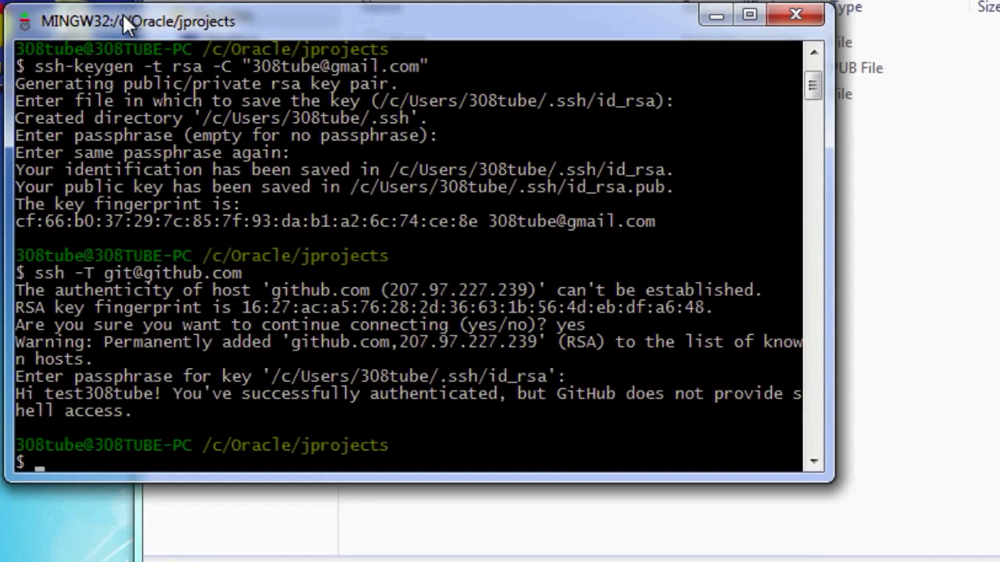 MINGW32:/c/Oracle/jprojects
Type
Size
308tube@308TUBE-PC /c/Oracle/jprojects
$ ssh-keygen -t rsa -C "308tube@gmail.com"
Generating public/private rsa key pair.
Enter file in which to save the key (/c/Users/308tube/.ssh/id_rsa):
Created directory '/c/Users/308tube/.ssh'.
Enter passphrase (empty for no passphrase):
Enter same passphrase again:
Your identification has been saved in /c/Users/308tube/.ssh/id_rsa.
Your public key has been saved in /c/Users/308tube/.ssh/id_rsa.pub.
The key fingerprint is:
cf:66:b0:37:29:7c:85:7f:93:da:b1:a2:6c:74:ce:8e 308tube@gmail.com
308tube@308TUBE-PC /c/Oracle/jprojects
$ ssh -T git@github.com
The authenticity of host 'github.com (207.97.227.239)' can't be established.
RSA key fingerprint is 16:27:ac:a5:76:28:2d:36:63:1b:56:4d:eb:df:a6:48.
Are you sure you want to continue connecting (yes/no)? yes
Warning: Permanently added 'github.com,207.97.227.239' (RSA) to the list of know
n hosts.
Enter passphrase for key '/c/Users/308tube/.ssh/id_rsa':
Hi test308tube! You've successfully authenticated, but GitHub does not provide s
hell access.
308tube@308TUBE-PC /c/Oracle/jprojects
$
ile
PUB File
ile